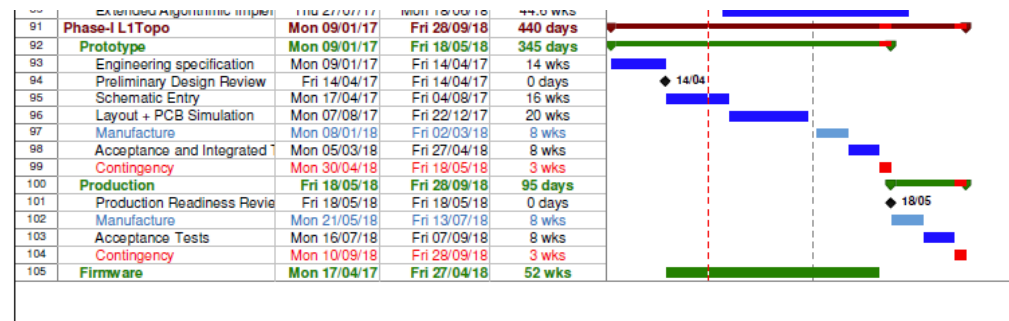 91 Phase-I L1Topo Mon 09/01/17 Fri 28/09/18 440 days
92 Prototype Mon 09/01/17 Fri 18/05/18 345 days
93 Engineering specification Mon 09/01/17 Fri 14/04/17 14 wks
94 Preliminary Design Review Fri 14/04/17 Fri 14/04/17 0 days 14/04
95 Schematic Entry Mon 17/04/17 Fri 04/08/17 16 wks
96 Layout + PCB Simulation Mon 07/08/17 Fri 22/12/17 20 wks
97 Manufacture Mon 08/01/18 Fri 02/03/18 8 wks
98 Acceptance and Integrated T Mon 05/03/18 Fri 27/04/18 8 wks
99 Contingency Mon 30/04/18 Fri 18/05/18 3 wks
100 Production Fri 18/05/18 Fri 28/09/18 95 days
101 Production Readiness Revie Fri 18/05/18 Fri 18/05/18 0 days 18/05
102 Manufacture Mon 21/05/18 Fri 13/07/18 8 wks
103 Acceptance Tests Mon 16/07/18 Fri 07/09/18 8 wks
104 Contingency Mon 10/09/18 Fri 28/09/18 3 wks
105 Firmware Mon 17/04/17 Fri 27/04/18 52 wks